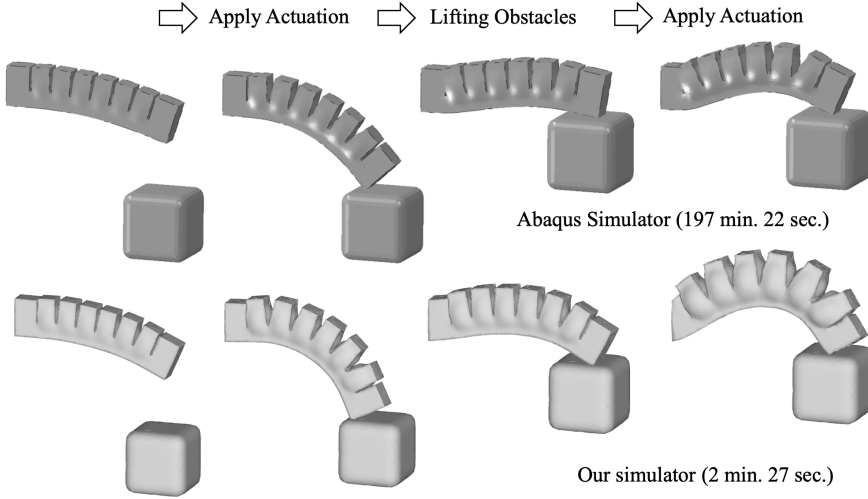 Apply Actuation
Lifting Obstacles
Apply Actuation
Abaqus Simulator (197 min. 22 sec.)
Our simulator (2 min. 27 sec.)